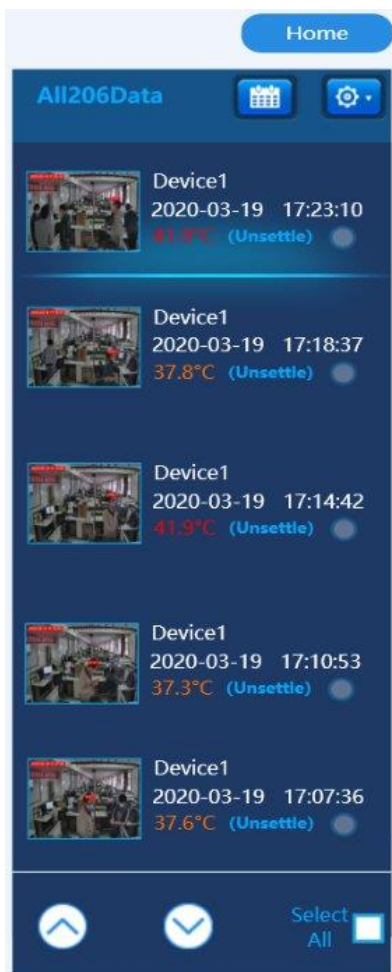 Home
All206Data
Device1
2020-03-19 17:23:10
(Unsettle)
Device1
2020-03-19 17:18:37
37.8°C (Unsettle)
Device1
2020-03-19 17:14:42
41.9°C (Unsettle)
Device1
2020-03-19 17:10:53
37.3°C (Unsettle)
Device1
2020-03-19 17:07:36
37.6°C (Unsettle)
Select
All